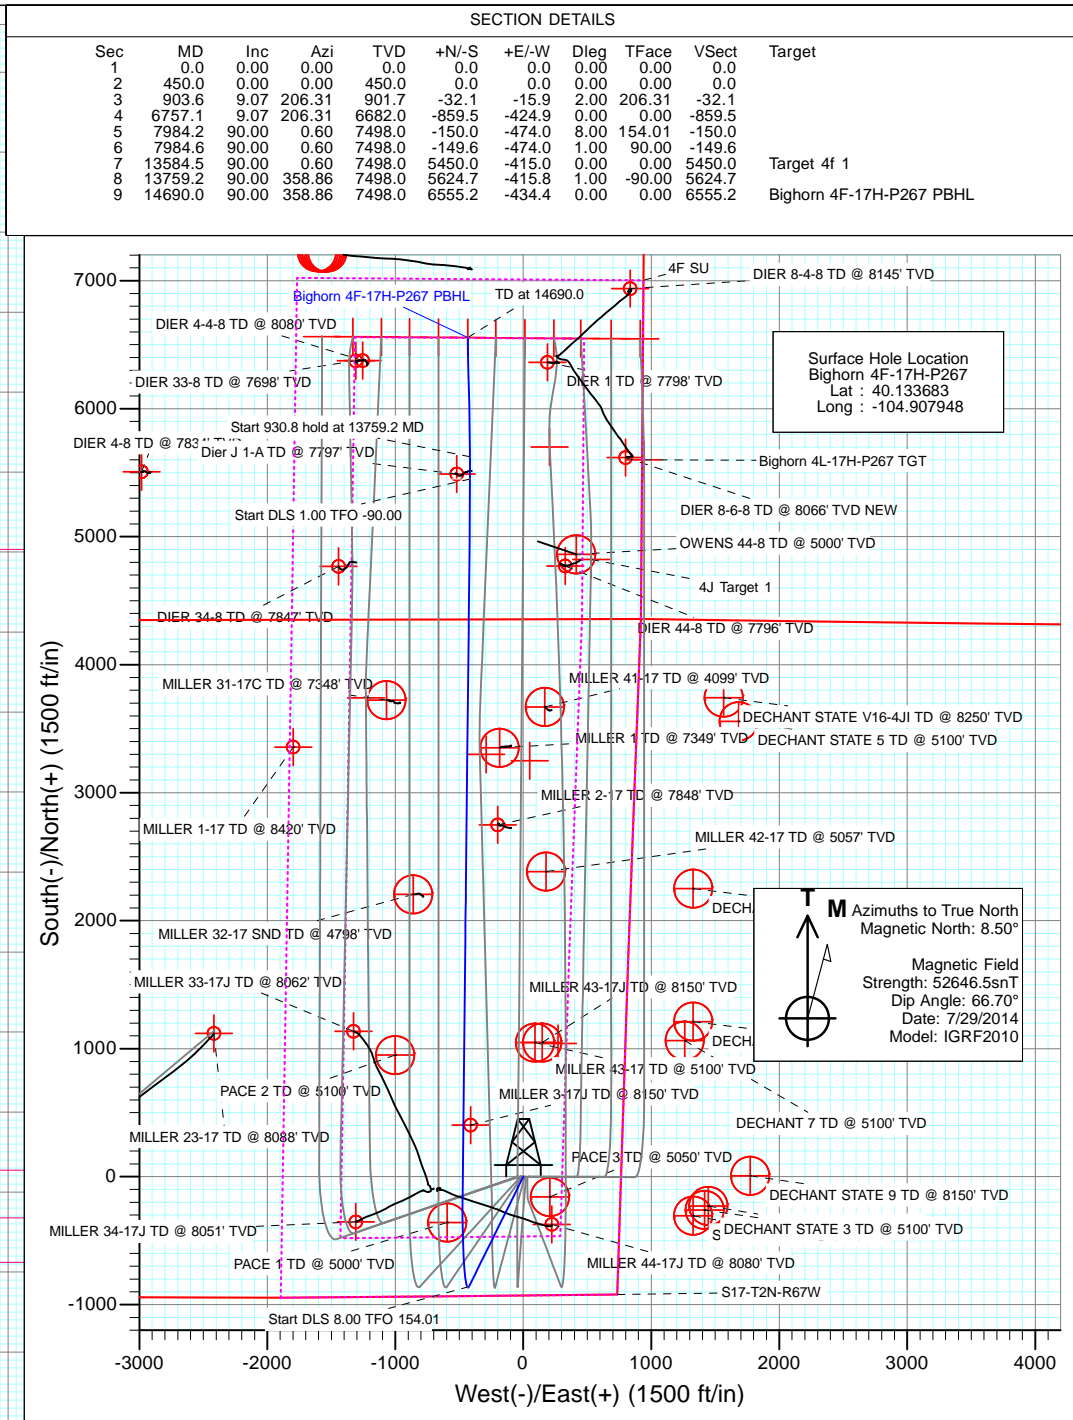 SECTION DETAILS
Sec MD Inc Azi TVD +N/-S +E/-W Dleg TFace VSect Target
1 0.0 0.00 0.00 0.0 0.0 0.0 0.00 0.00 0.0
2 450.0 0.00 0.00 450.0 0.0 0.0 0.00 0.00 0.0
3 903.6 9.07 206.31 901.7 -32.1 -15.9 2.00 206.31 -32.1
4 6757.1 9.07 206.31 6682.0 -859.5 -424.9 0.00 0.00 -859.5
5 7984.2 90.00 0.60 7498.0 -150.0 -474.0 8.00 154.01 -150.0
6 7984.6 90.00 0.60 7498.0 -149.6 -474.0 1.00 90.00 -149.6
7 13584.5 90.00 0.60 7498.0 5450.0 -415.0 0.00 0.00 5450.0 Target 4f 1
8 13759.2 90.00 358.86 7498.0 5624.7 -415.8 1.00 -90.00 5624.7
9 14690.0 90.00 358.86 7498.0 6555.2 -434.4 0.00 0.00 6555.2 Bighorn 4F-17H-P267 PBHL
4F SU
DIER 8-4-8 TD @ 8145' TVD
Bighorn 4F-17H-P267 PBHL
TD at 14690.0
DIER 4-4-8 TD @ 8080' TVD
Surface Hole Location
Bighorn 4F-17H-P267
Lat : 40.133683
Long : -104.907948
DIER 33-8 TD @ 7698' TVD
DIER 1 TD @ 7798' TVD
Start 930.8 hold at 13759.2 MD
DIER 4-8 TD @ 783
Dier J 1-A TD @ 7797' TVD
Bighorn 4L-17H-P267 TGT
DIER 8-6-8 TD @ 8066' TVD NEW
Start DLS 1.00 TFO -90.00
OWENS 44-8 TD @ 5000' TVD
4J Target 1
DIER 34-8 TD @ 7847' TVD
DIER 44-8 TD @ 7796' TVD
MILLER 31-17C TD @ 7348' TVD
MILLER 41-17 TD @ 4099' TVD
DECHANT STATE V16-4JI TD @ 8250' TVD
MILLER 1 TD @ 7349' TVD
DECHANT STATE 5 TD @ 5100' TVD
MILLER 2-17 TD @ 7848' TVD
MILLER 1-17 TD @ 8420' TVD
MILLER 42-17 TD @ 5057' TVD
DECHA
T
M
Azimuths to True North
Magnetic North: 8.50°
Magnetic Field
Strength: 52646.5snT
Dip Angle: 66.70°
Date: 7/29/2014
Model: IGRF2010
MILLER 32-17 SND TD @ 4798' TVD
MILLER 33-17J TD @ 8062' TVD
MILLER 43-17J TD @ 8150' TVD
DECHA
MILLER 43-17 TD @ 5100' TVD
PACE 2 TD @ 5100' TVD
MILLER 3-17J TD @ 8150' TVD
DECHANT 7 TD @ 5100' TVD
MILLER 23-17 TD @ 8088' TVD
PACE 3 TD @ 5050' TVD
DECHANT STATE 9 TD @ 8150' TVD
MILLER 34-17J TD @ 8051' TVD
DECHANT STATE 3 TD @ 5100' TVD
S
PACE 1 TD @ 5000' TVD
MILLER 44-17J TD @ 8080' TVD
S17-T2N-R67W
Start DLS 8.00 TFO 154.01
7000
6000
5000
4000
3000
2000
1000
0
-1000
South(-)/North(+) (1500 ft/in)
-3000 -2000 -1000 0 1000 2000 3000 4000
West(-)/East(+) (1500 ft/in)